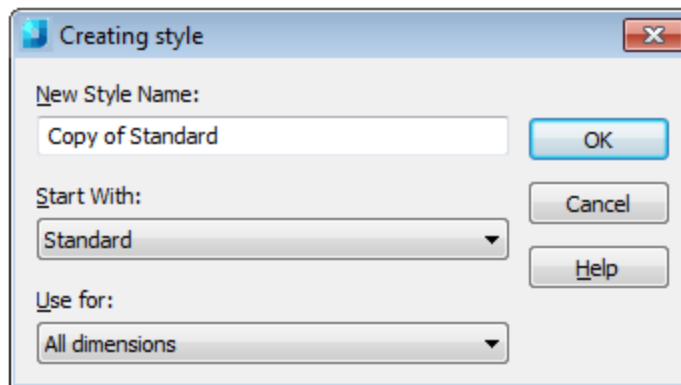 Creating style
New Style Name:
Copy of Standard
OK
Start With:
Cancel
Standard
Help
Use for:
All dimensions